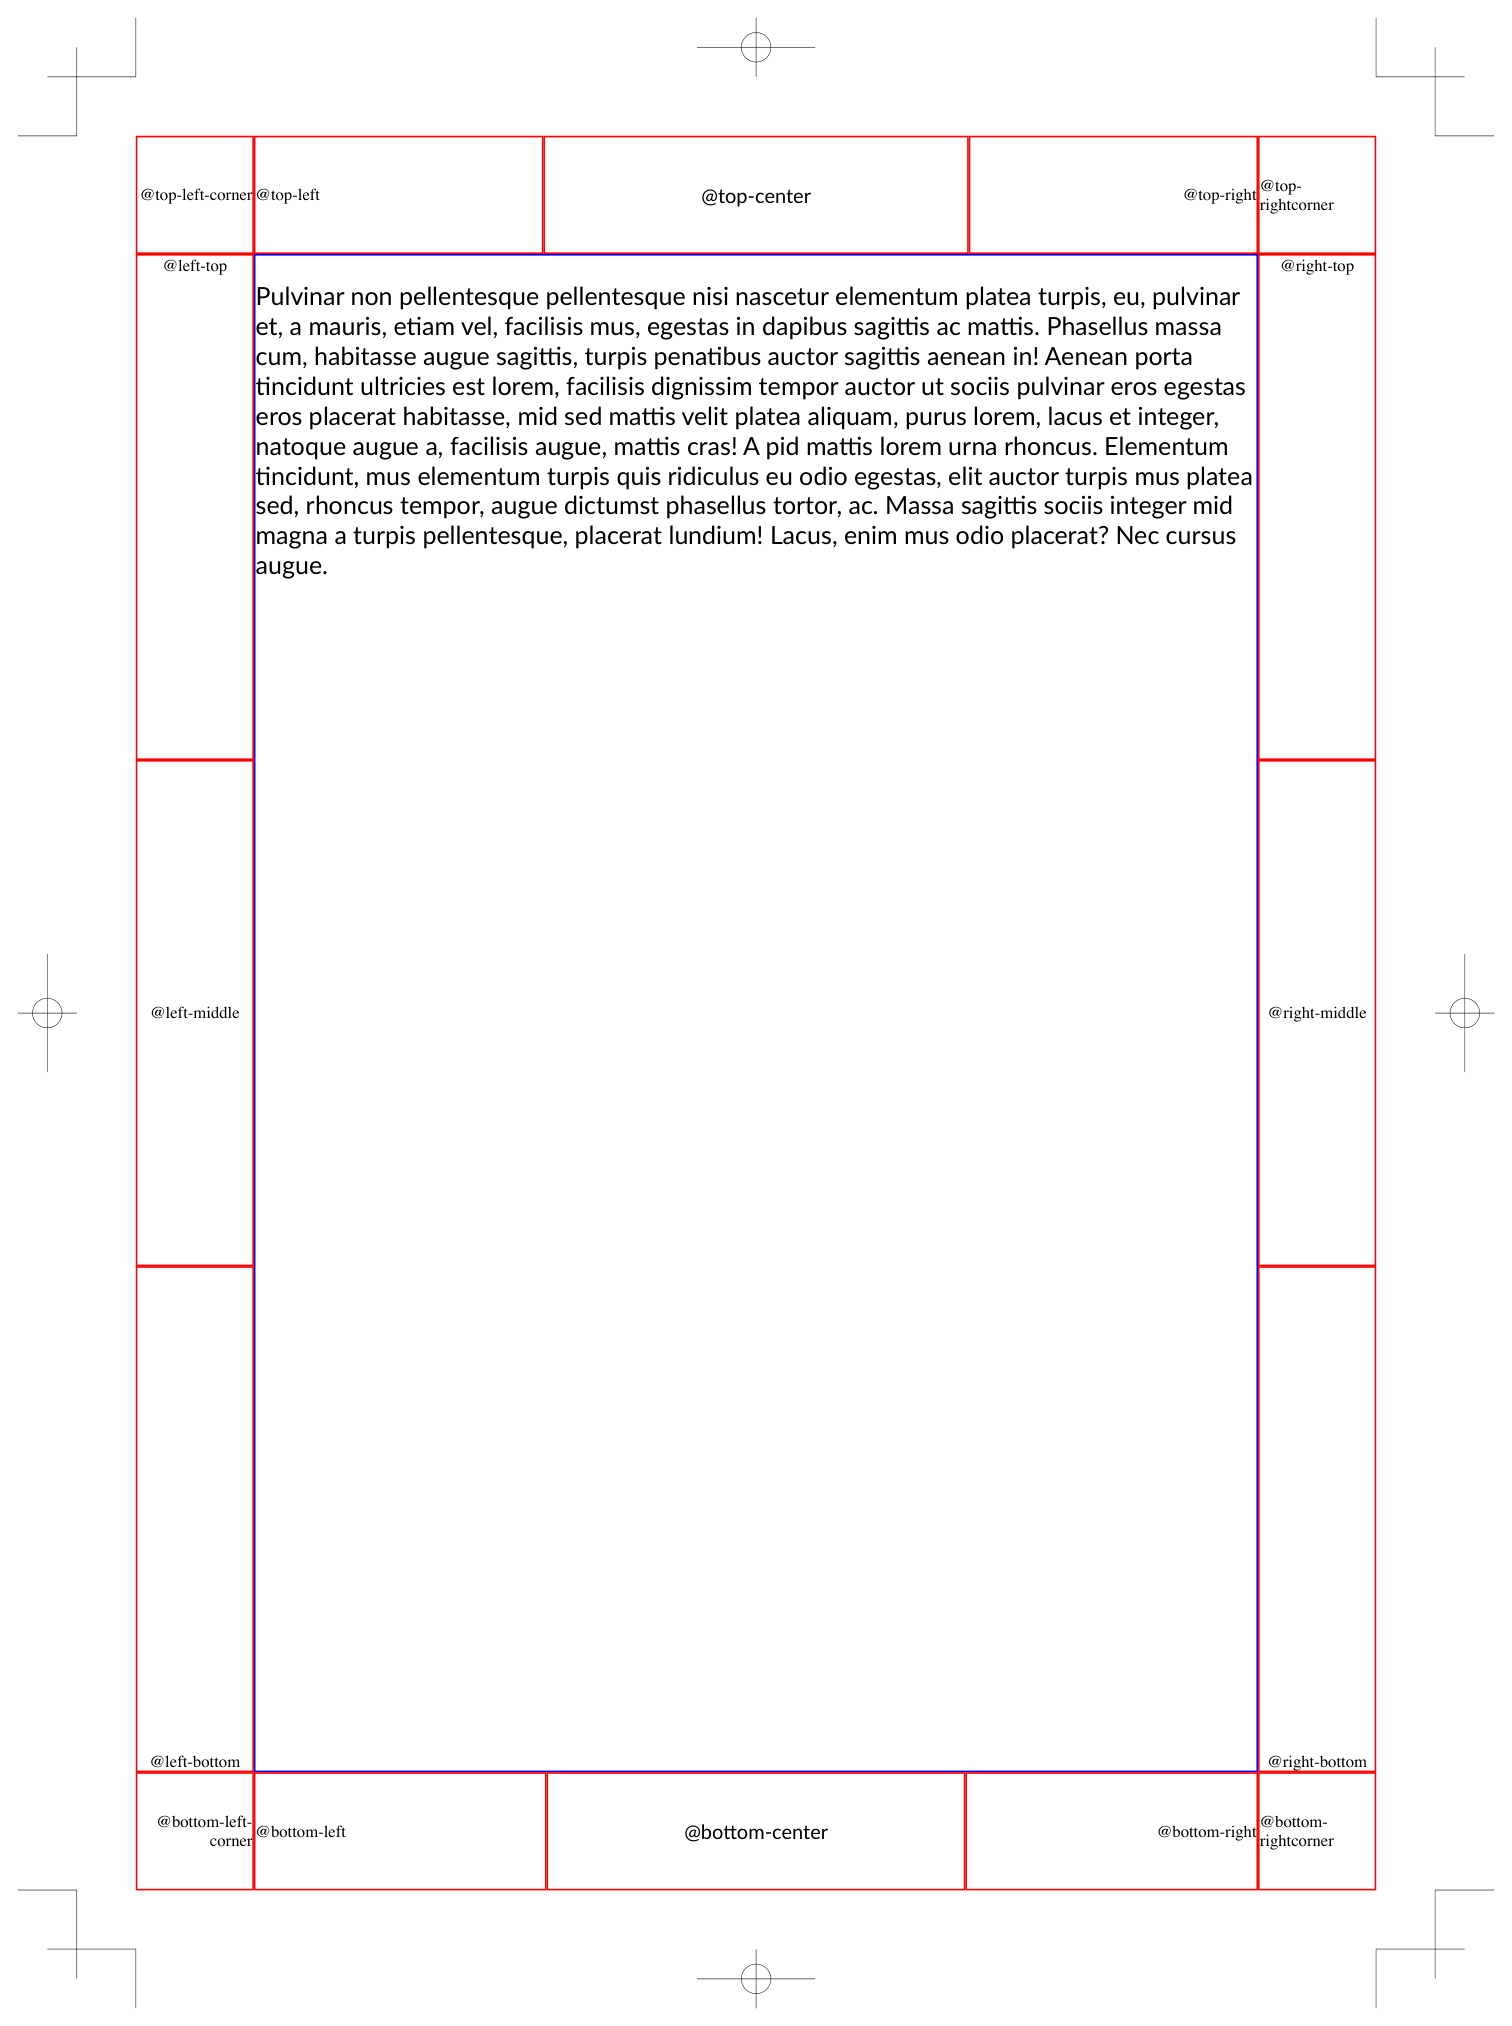 @top-left-corner
@top-left
@top-center
@top-right
@top-
rightcorner
@left-top
@right-top
Pulvinar non pellentesque pellentesque nisi nascetur elementum platea turpis, eu, pulvinar
et, a mauris, etiam vel, facilisis mus, egestas in dapibus sagittis ac mattis. Phasellus massa
cum, habitasse augue sagittis, turpis penatibus auctor sagittis aenean in! Aenean porta
tincidunt ultricies est lorem, facilisis dignissim tempor auctor ut sociis pulvinar eros egestas
eros placerat habitasse, mid sed mattis velit platea aliquam, purus lorem, lacus et integer,
natoque augue a, facilisis augue, mattis cras! A pid mattis lorem urna rhoncus. Elementum
tincidunt, mus elementum turpis quis ridiculus eu odio egestas, elit auctor turpis mus platea
sed, rhoncus tempor, augue dictumst phasellus tortor, ac. Massa sagittis sociis integer mid
magna a turpis pellentesque, placerat lundium! Lacus, enim mus odio placerat? Nec cursus
augue.
@left-middle
@right-middle
@left-bottom
@right-bottom
@bottom-left-
corner
@bottom-left
@bottom-center
@bottom-right
@bottom-
rightcorner